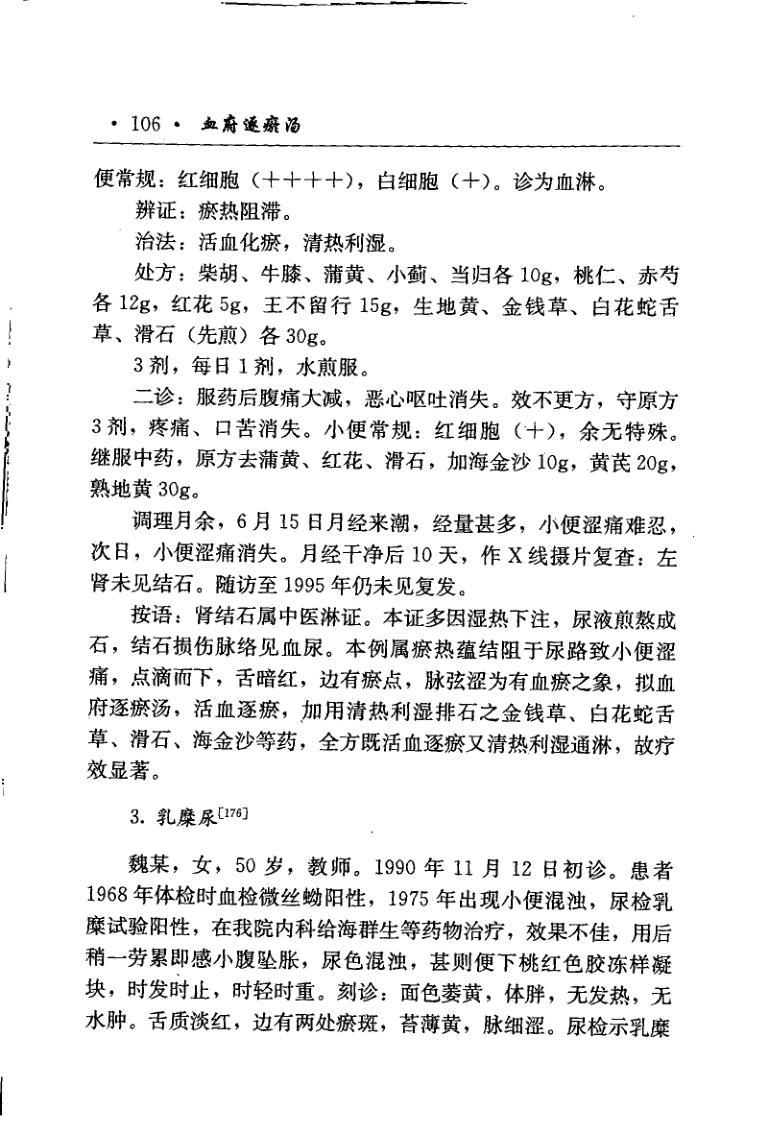 · 106 · 血府逐瘀汤
便常规：红细胞（＋＋＋＋），白细胞（＋）。诊为血淋。
辨证：瘀热阻滞。
治法：活血化瘀，清热利湿。
处方：柴胡、牛膝、蒲黄、小蓟、当归各 10g，桃仁、赤芍
各 12g，红花 5g，王不留行 15g，生地黄、金钱草、白花蛇舌
草、滑石（先煎）各 30g。
3 剂，每日 1 剂，水煎服。
二诊：服药后腹痛大减，恶心呕吐消失。效不更方，守原方
3 剂，疼痛、口苦消失。小便常规：红细胞（＋），余无特殊。
继服中药，原方去蒲黄、红花、滑石，加海金沙 10g，黄芪 20g，
熟地黄 30g。
调理月余，6 月 15 日月经来潮，经量甚多，小便涩痛难忍，
次日，小便涩痛消失。月经干净后 10 天，作 X 线摄片复查：左
肾未见结石。随访至 1995 年仍未见复发。
按语：肾结石属中医淋证。本证多因湿热下注，尿液煎熬成
石，结石损伤脉络见血尿。本例属瘀热蕴结阻于尿路致小便涩
痛，点滴而下，舌暗红，边有瘀点，脉弦涩为有血瘀之象，拟血
府逐瘀汤，活血逐瘀，加用清热利湿排石之金钱草、白花蛇舌
草、滑石、海金沙等药，全方既活血逐瘀又清热利湿通淋，故疗
效显著。
3. 乳糜尿[176]
魏某，女，50 岁，教师。1990 年 11 月 12 日初诊。患者
1968 年体检时血检微丝蚴阳性，1975 年出现小便混浊，尿检乳
糜试验阳性，在我院内科给海群生等药物治疗，效果不佳，用后
稍一劳累即感小腹坠胀，尿色混浊，甚则便下桃红色胶冻样凝
块，时发时止，时轻时重。刻诊：面色萎黄，体胖，无发热，无
水肿。舌质淡红，边有两处瘀斑，苔薄黄，脉细涩。尿检示乳糜